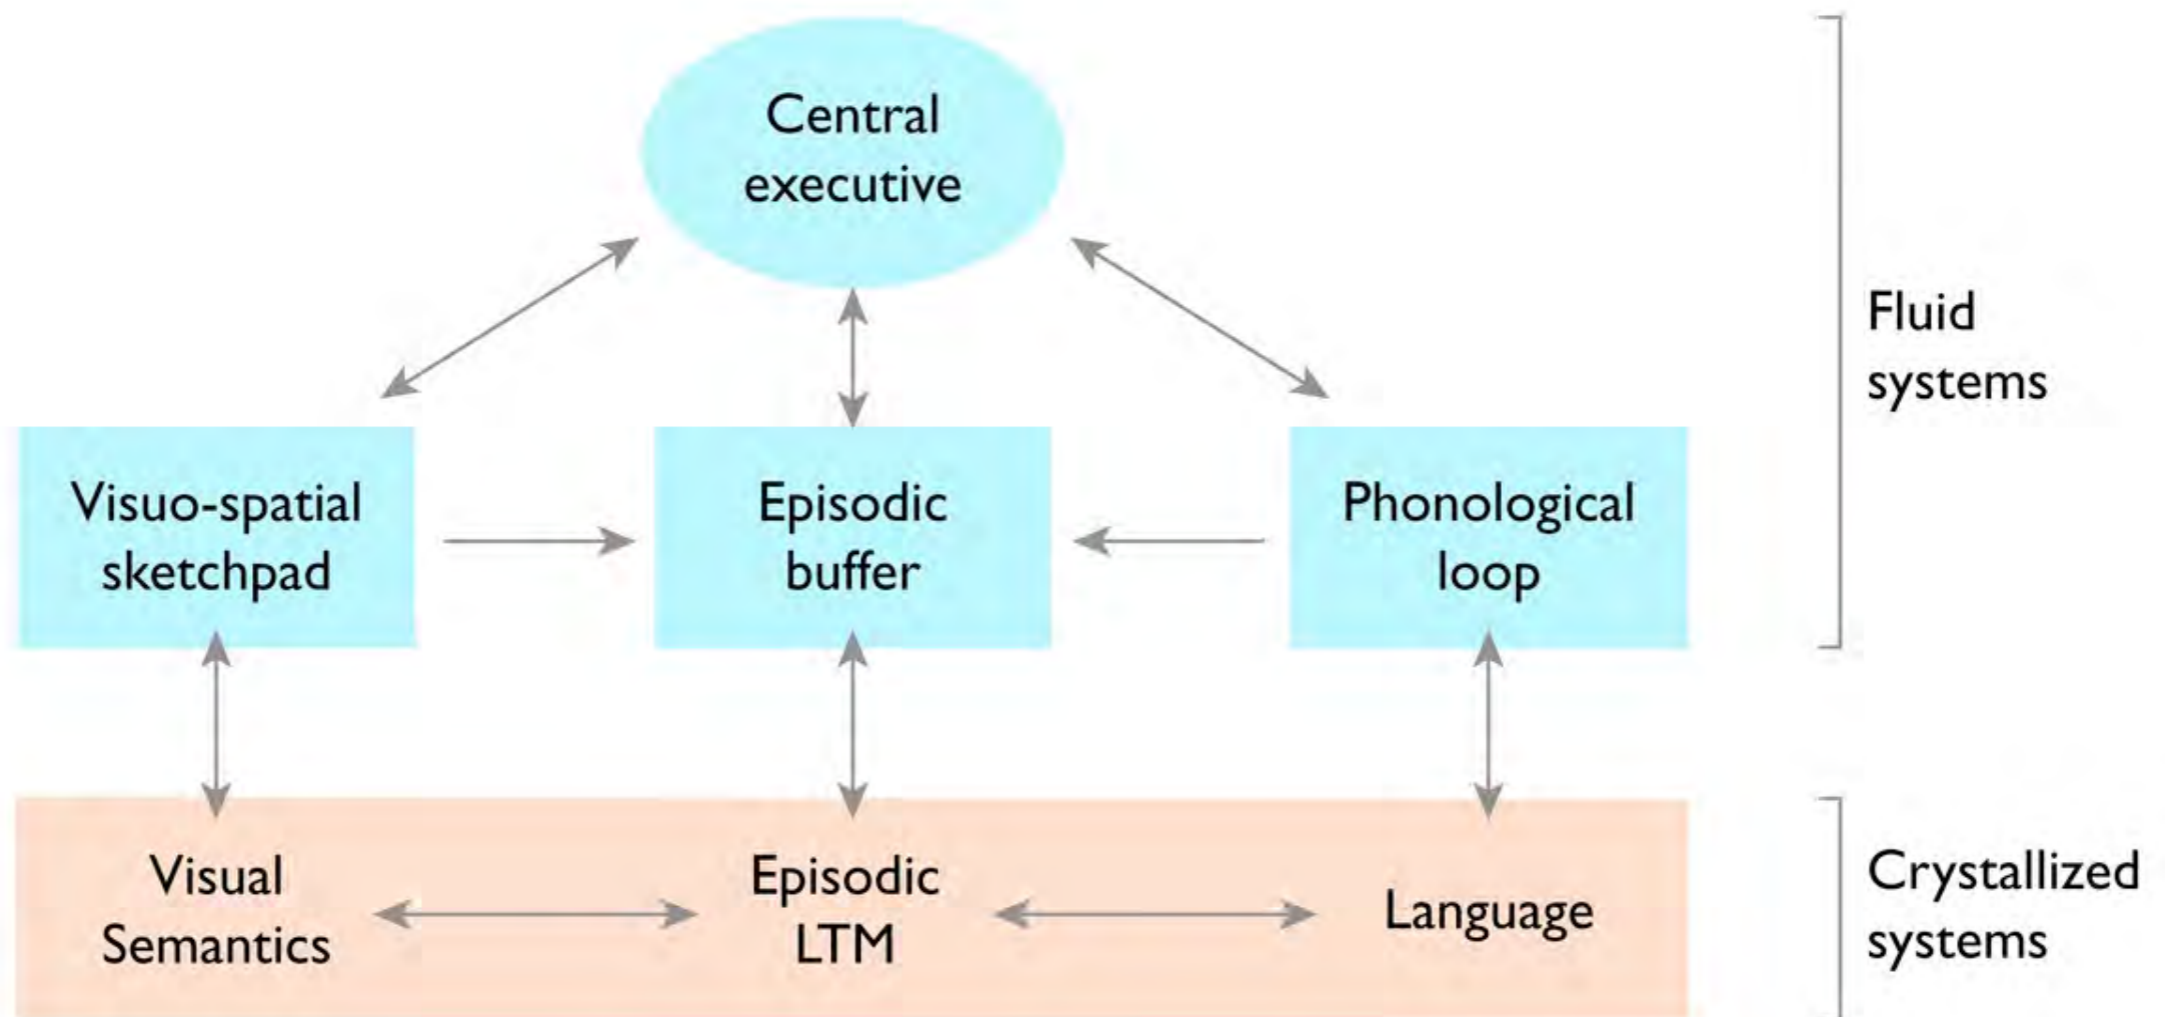 Central
executive
Fluid
systems
Visuo-spatial
sketchpad
Episodic
buffer
Phonological
loop
Visual
Semantics
Episodic
LTM
Language
Crystallized
systems